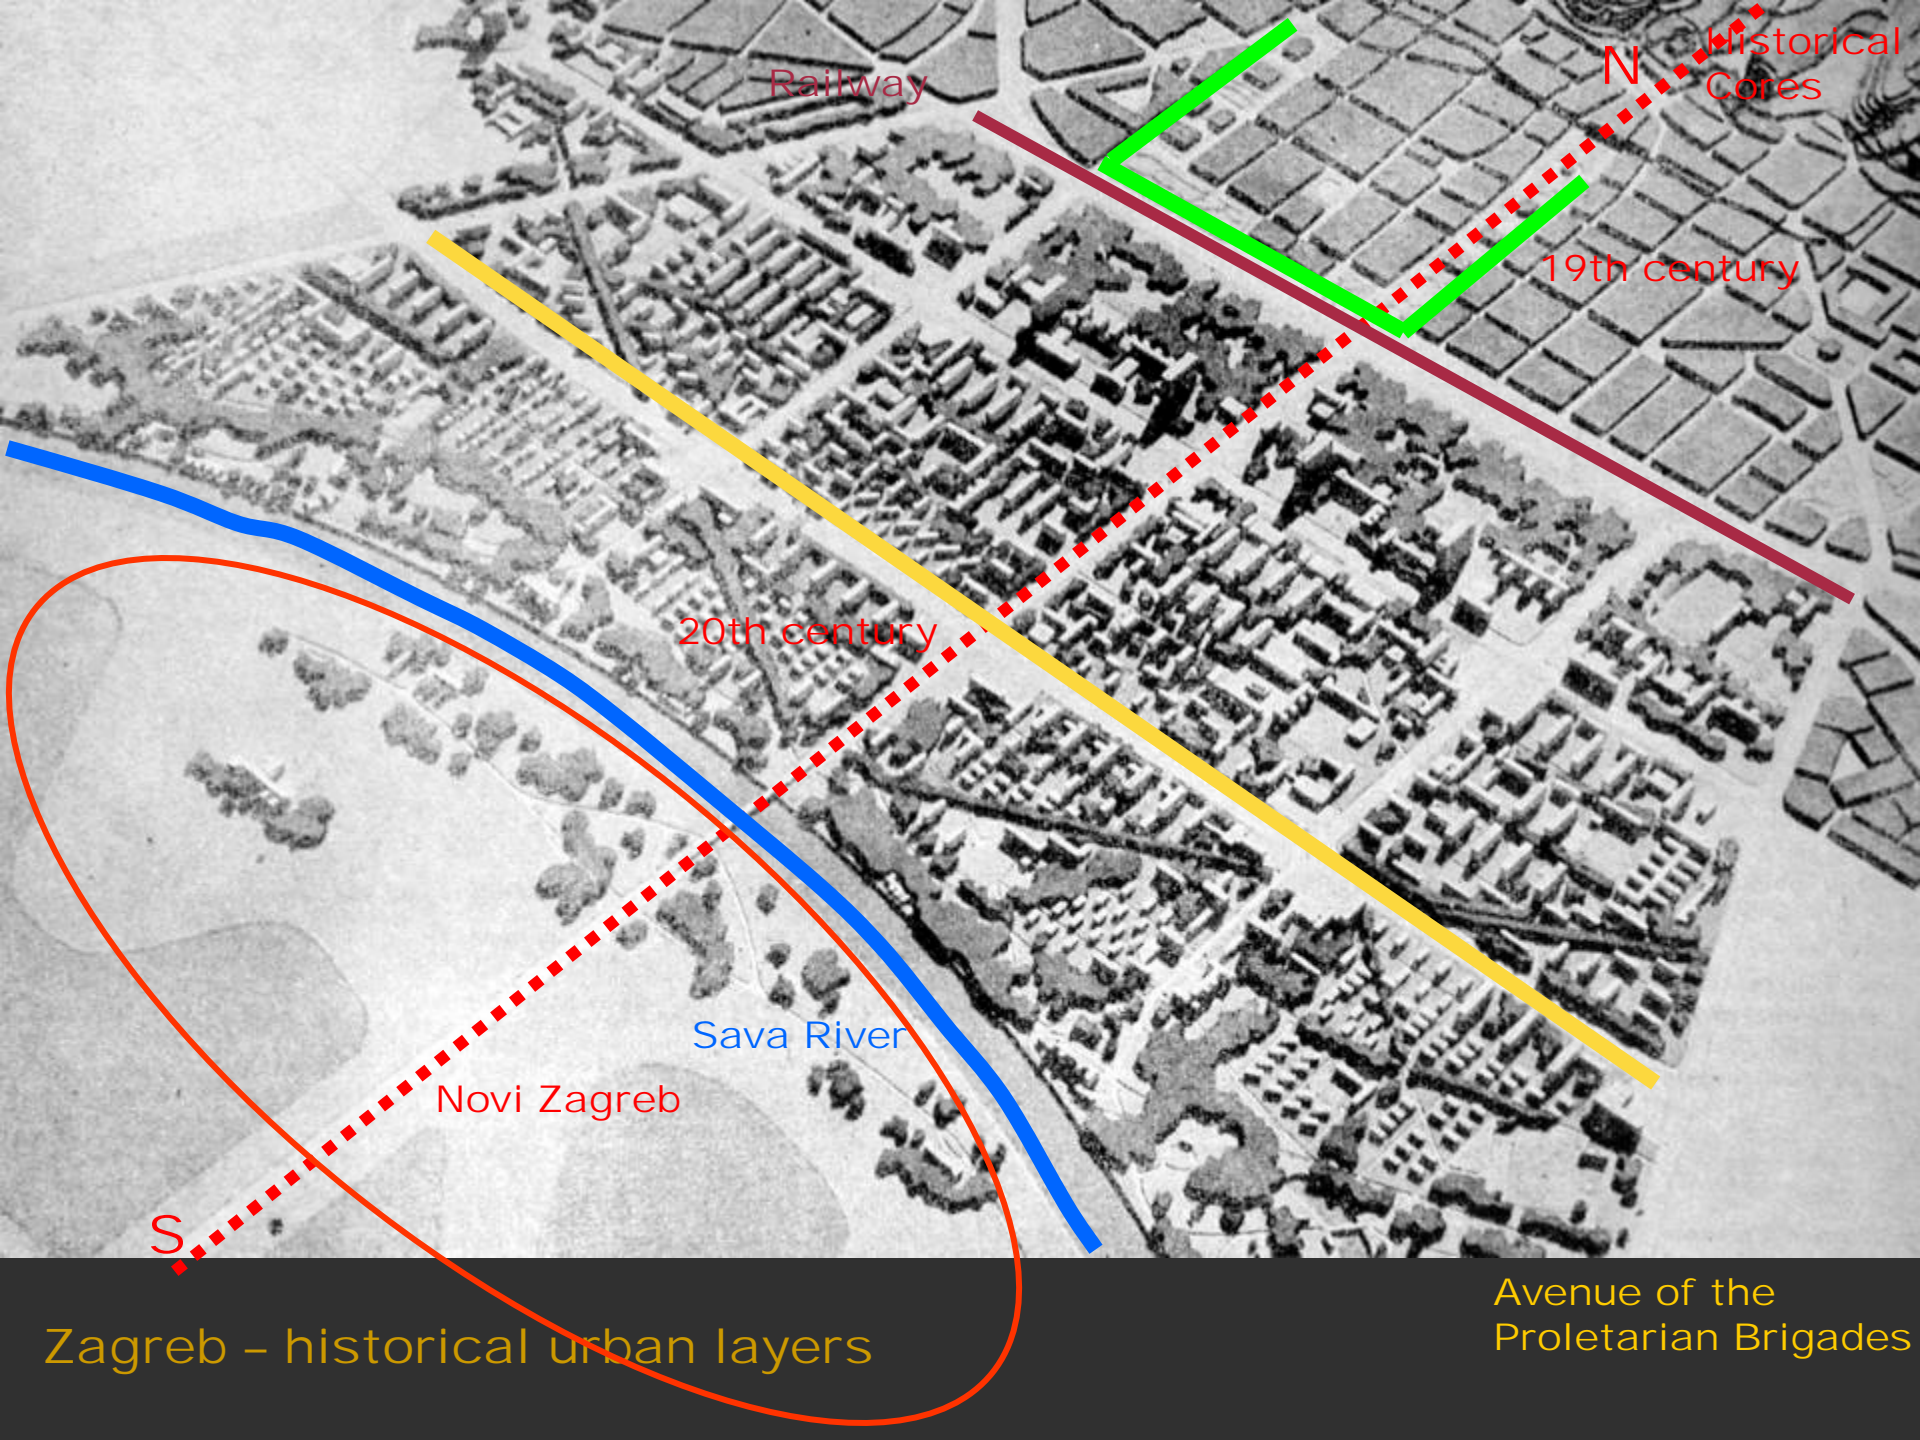 Railway
N
Historical
Cores
19th century
20th century
Sava River
Novi Zagreb
S
Avenue of the
Proletarian Brigades
Zagreb – historical urban layers